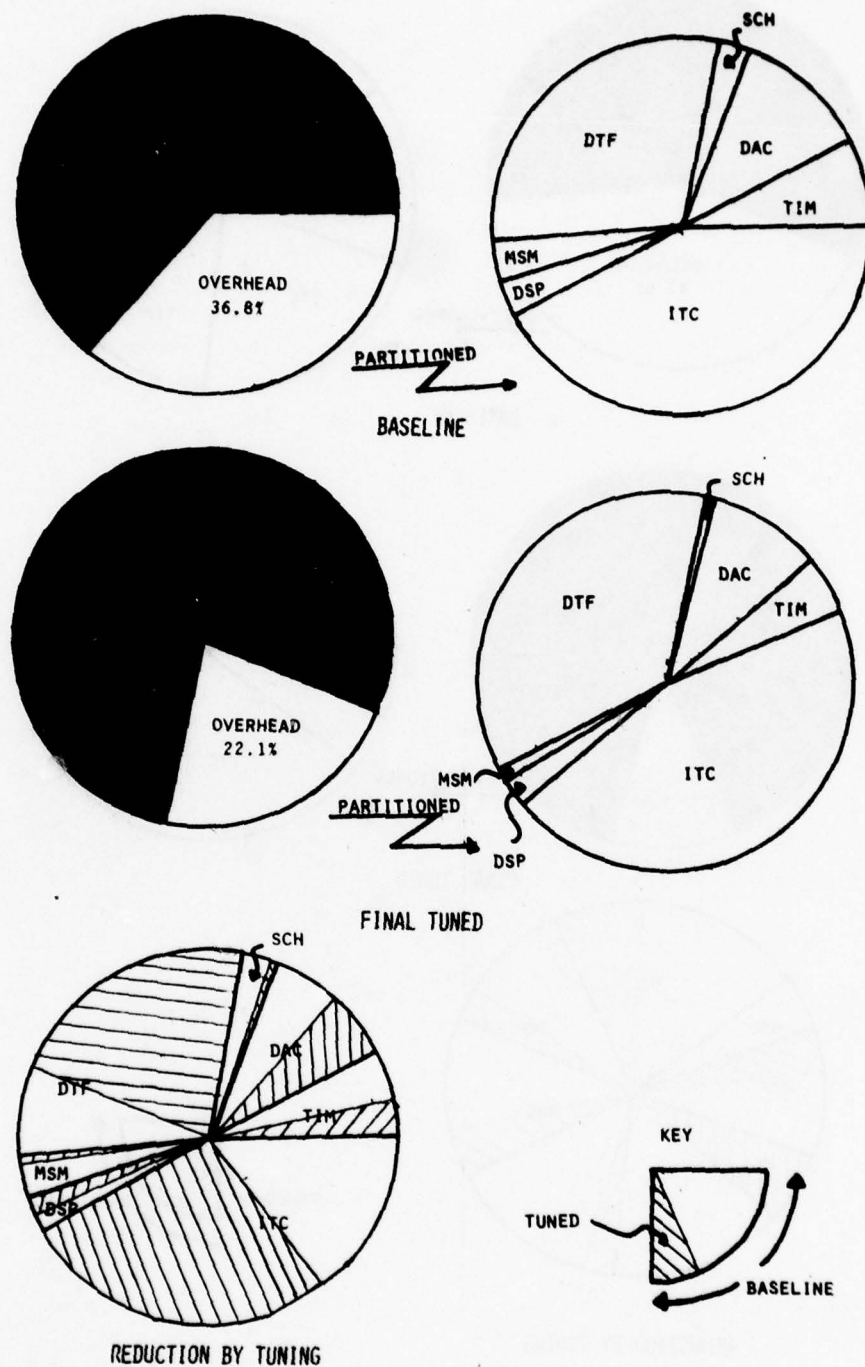 SCH
DTF
DAC
TIM
MSM
DSP
ITC
OVERHEAD
36.8%
PARTITIONED
BASELINE
SCH
DTF
DAC
TIM
OVERHEAD
22.1%
ITC
MSM
PARTITIONED
DSP
FINAL TUNED
SCH
DAC
DTF
TIM
MSM
DSP
ITC
KEY
TUNED
BASELINE
REDUCTION BY TUNING